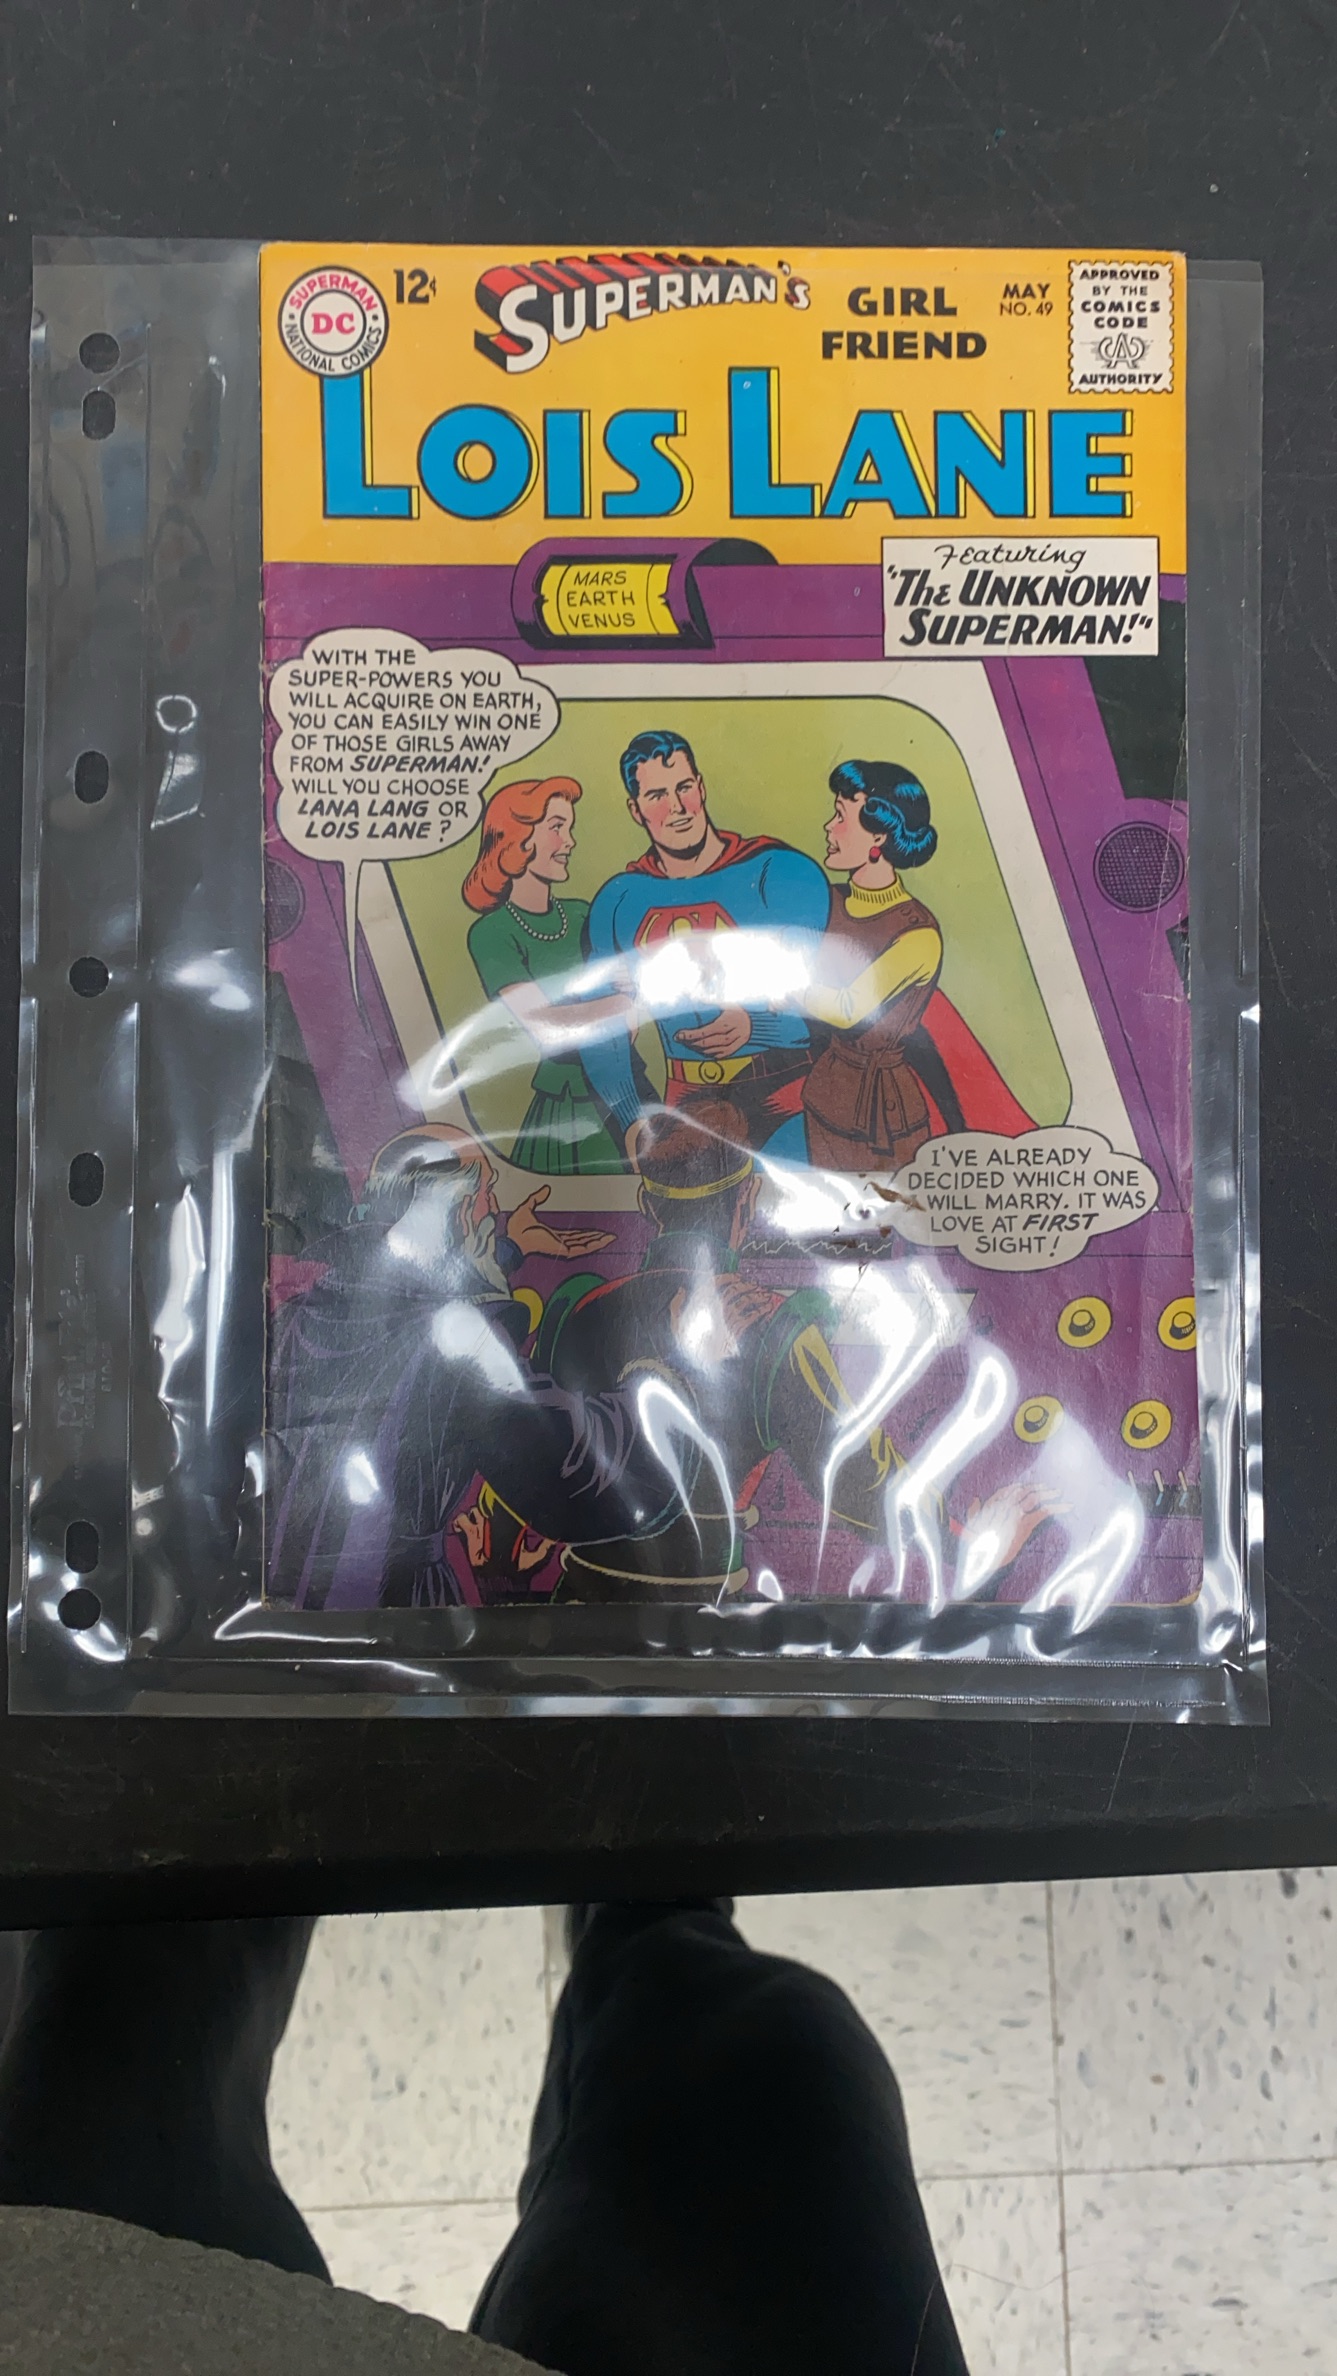 SUPERMAN
DC
NATIONAL COMICS
12¢
SUPERMAN's
GIRL
FRIEND
MAY
NO. 49
APPROVED
BY THE
COMICS
CODE
CA
AUTHORITY
LOIS LANE
Featuring
"The UNKNOWN
SUPERMAN!"
MARS
EARTH
VENUS
WITH THE
SUPER-POWERS YOU
WILL ACQUIRE ON EARTH,
YOU CAN EASILY WIN ONE
OF THOSE GIRLS AWAY
FROM SUPERMAN!
WILL YOU CHOOSE
LANA LANG OR
LOIS LANE?
I'VE ALREADY
DECIDED WHICH ONE
WILL MARRY. IT WAS
LOVE AT FIRST
SIGHT!